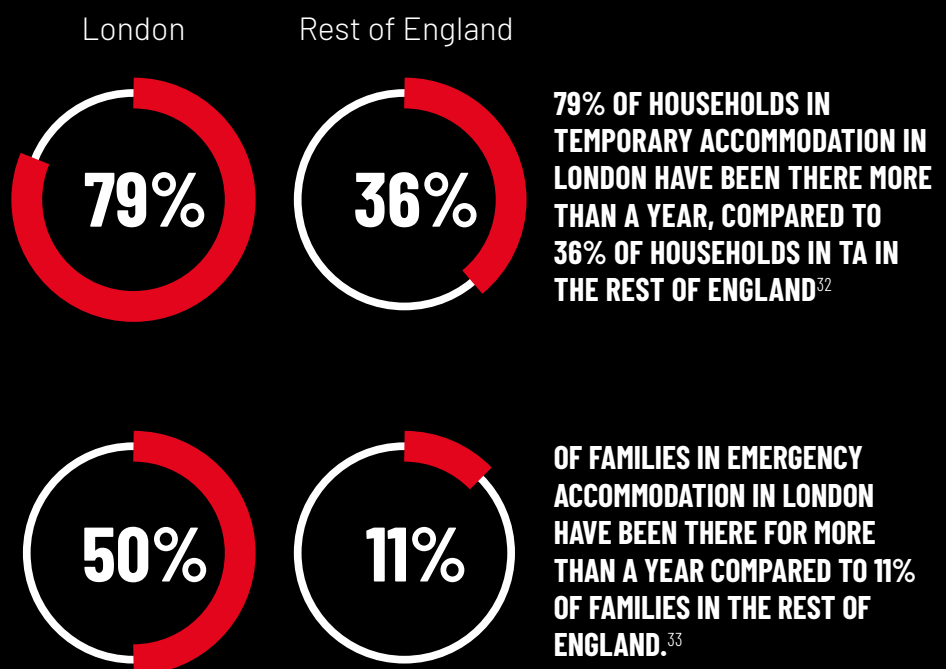 London
Rest of England
79%
36%
79% OF HOUSEHOLDS IN
TEMPORARY ACCOMMODATION IN
LONDON HAVE BEEN THERE MORE
THAN A YEAR, COMPARED TO
36% OF HOUSEHOLDS IN TA IN
THE REST OF ENGLAND32
50%
11%
OF FAMILIES IN EMERGENCY
ACCOMMODATION IN LONDON
HAVE BEEN THERE FOR MORE
THAN A YEAR COMPARED TO 11%
OF FAMILIES IN THE REST OF
ENGLAND.33